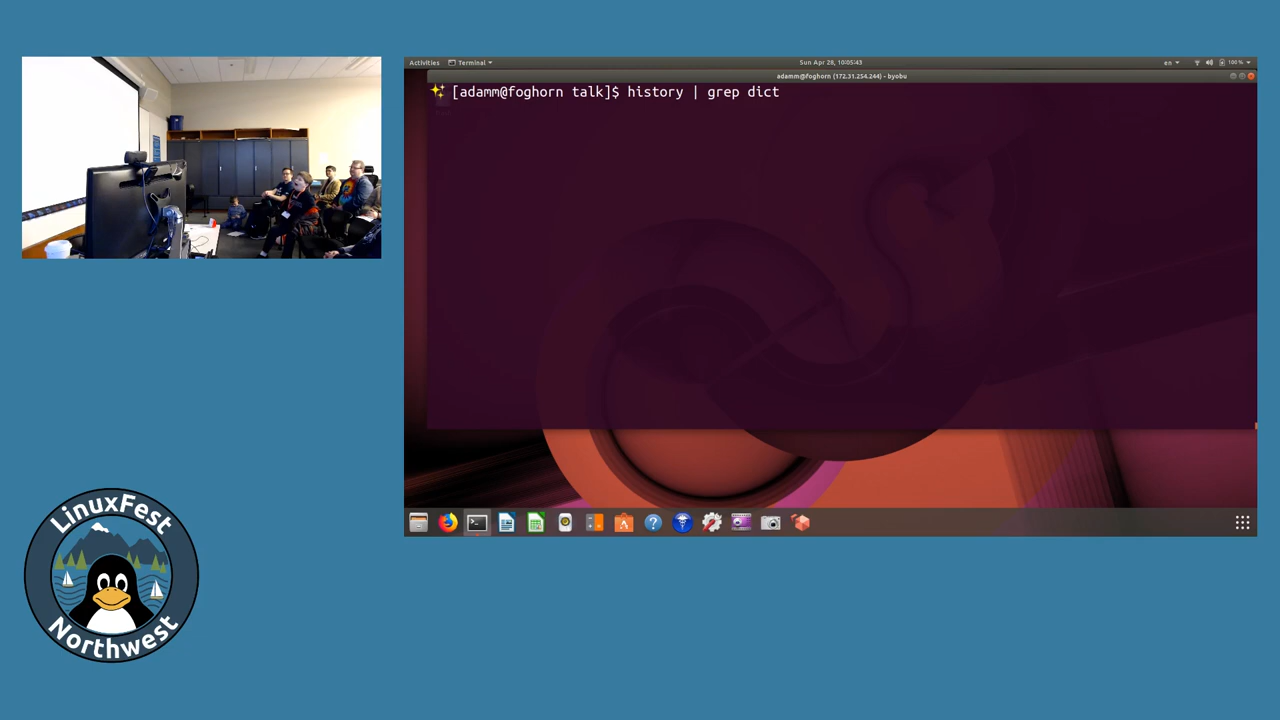 Activities
Terminal
Sun Apr 28, 10:05:43
en
100 %
adamm@foghorn (172.31.254.244) - byobu
[adamm@foghorn talk]$ history | grep dict
LinuxFest
Northwest